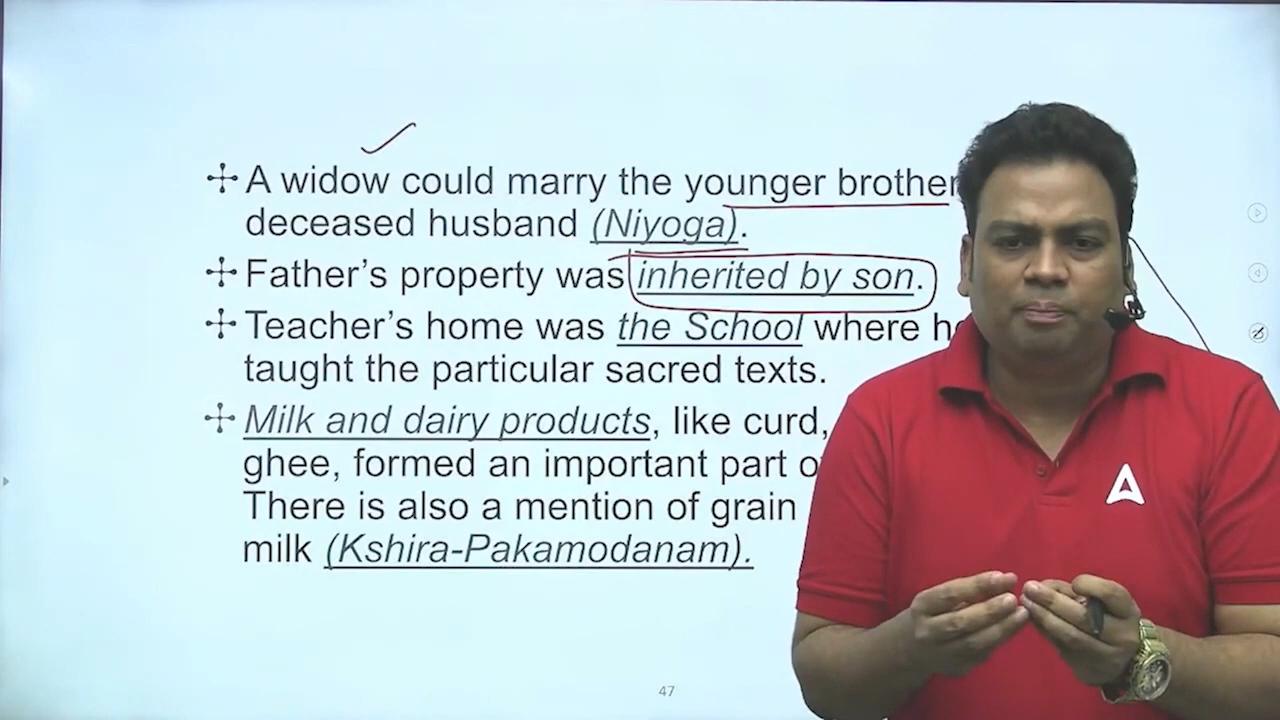 A widow could marry the younger brother
deceased husband (Niyoga).
Father's property was inherited by son.
Teacher's home was the School where
taught the particular sacred texts.
Milk and dairy products, like curd,
ghee, formed an important part
There is also a mention of grain
milk (Kshira-Pakamodanam).
47